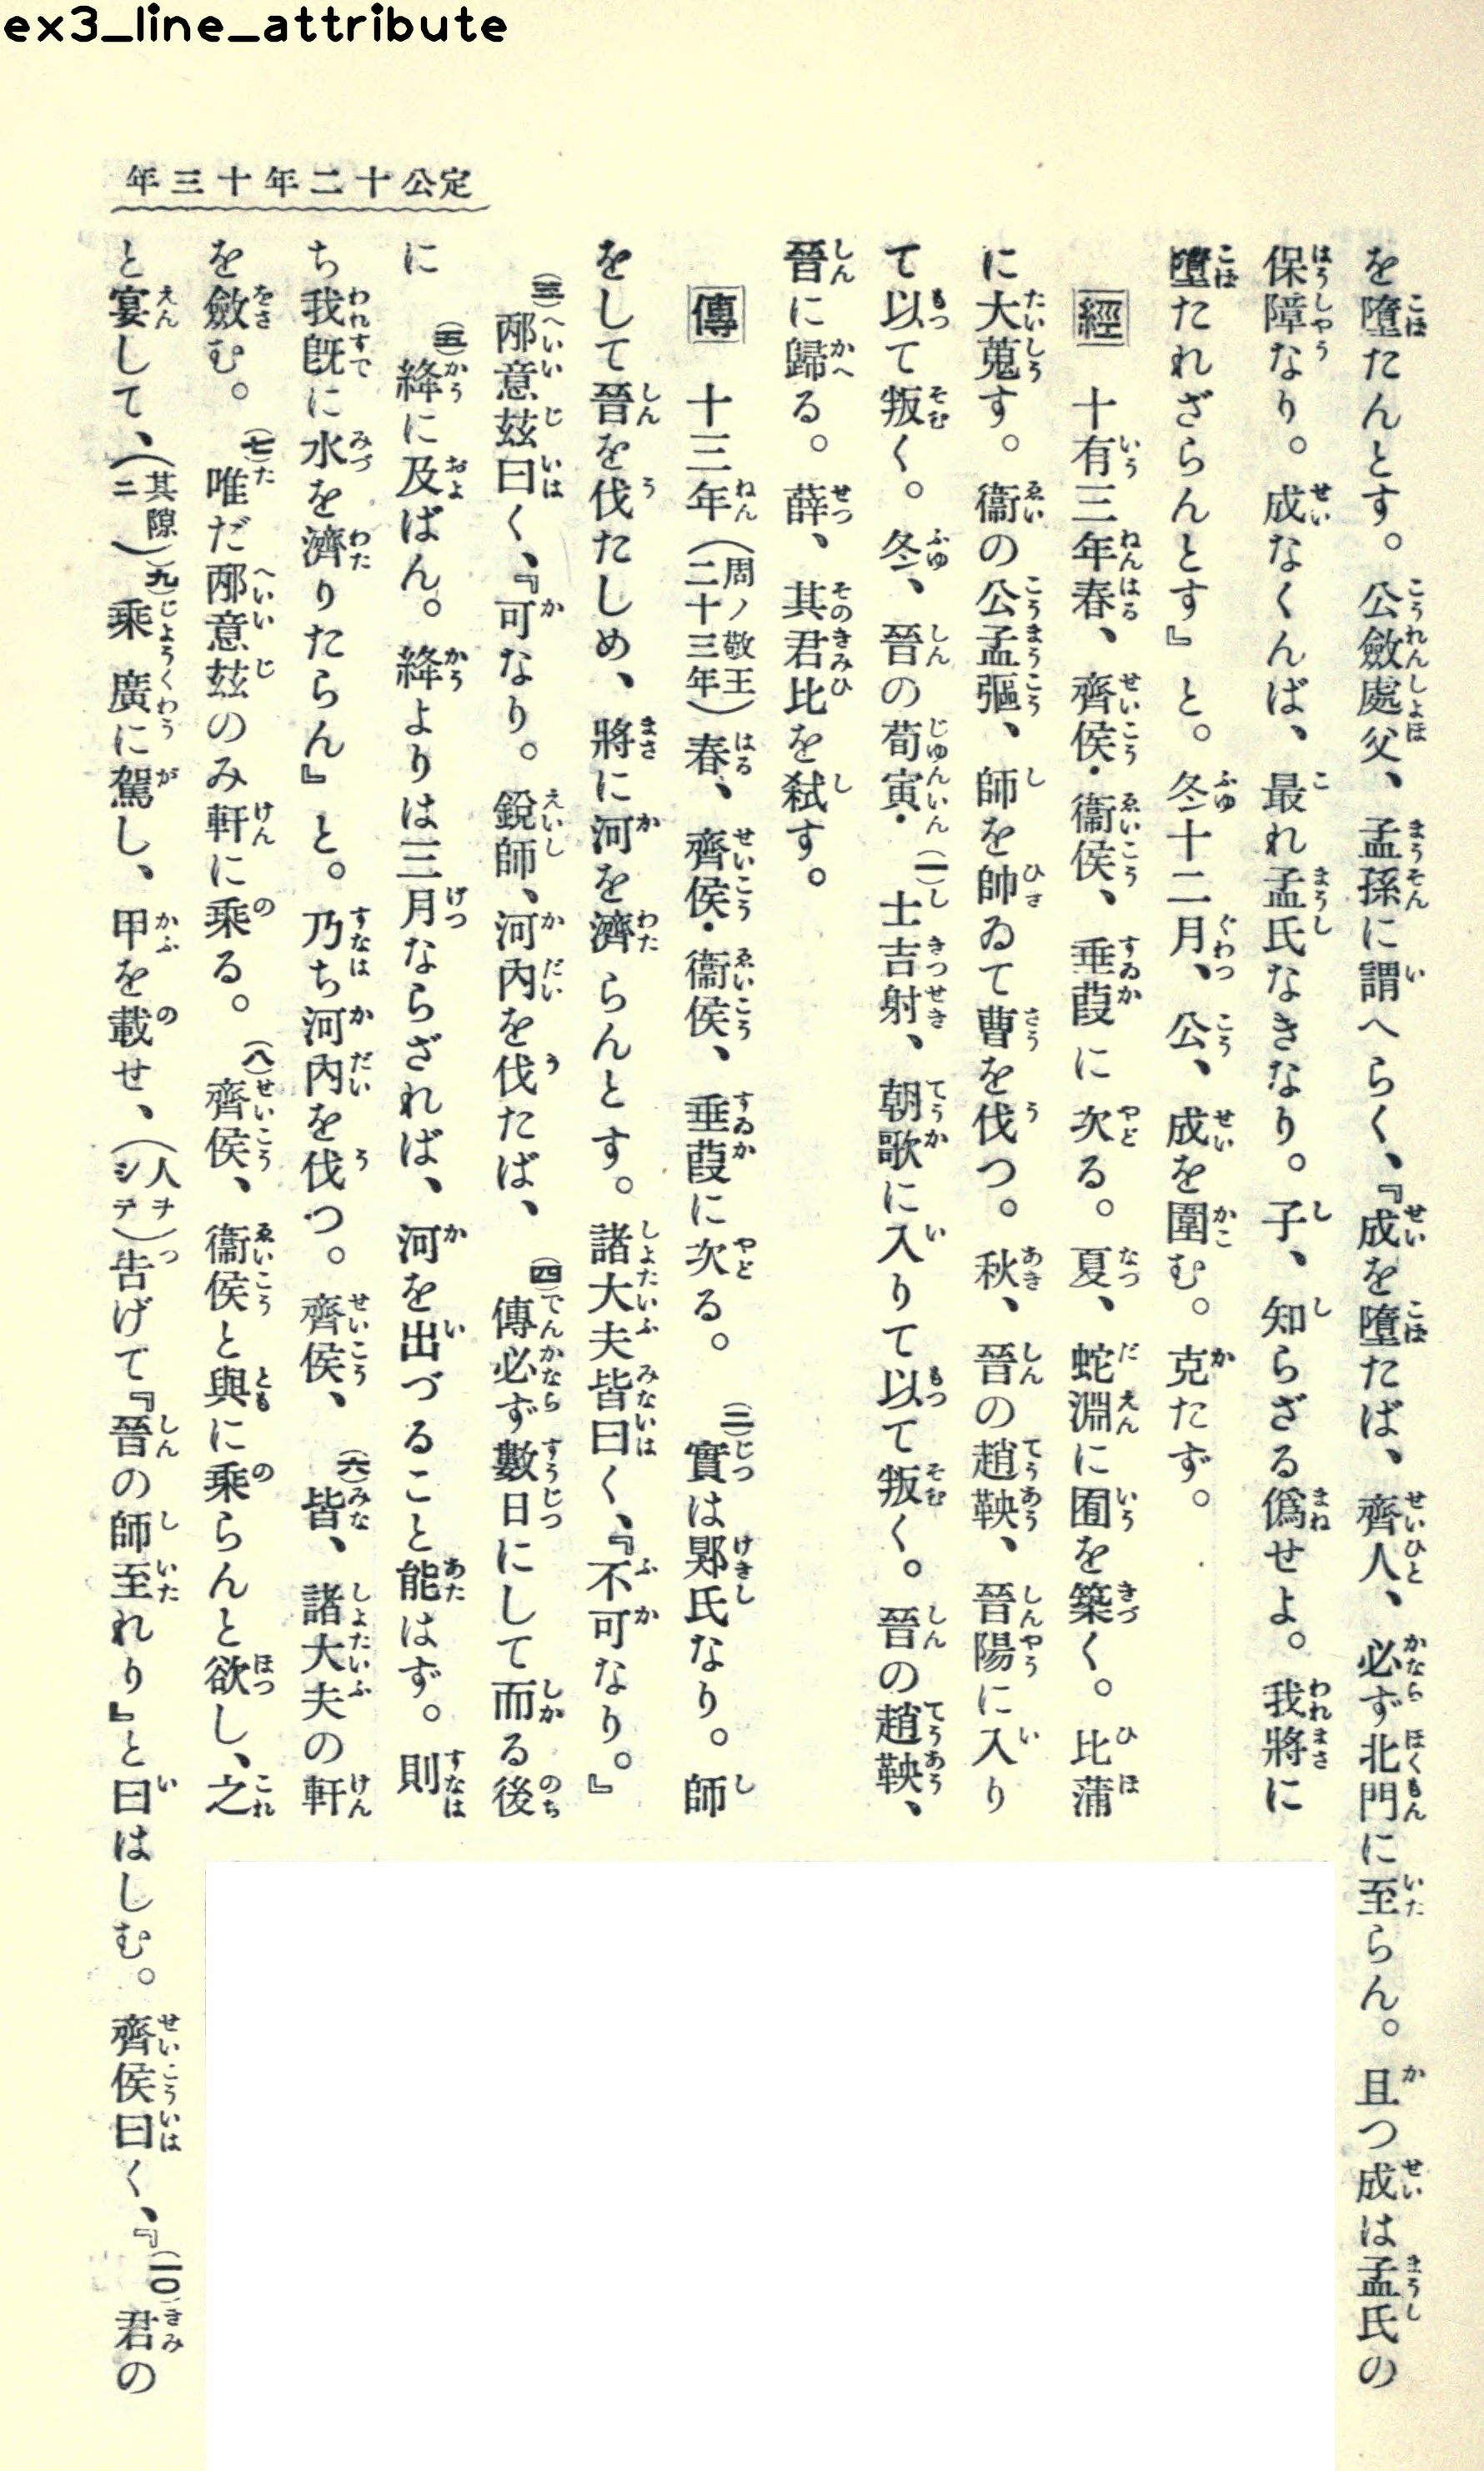 ex3_line_attribute
定公十二年十三年
を墮たんとす。公斂處父、孟孫に謂へらく、『成を墮たば、齊人、必ず北門に至らん。且つ成は孟氏の
保障なり。成なくんば、最れ孟氏なきなり。子、知らざる僞せよ。我將に
墮たれざらんとす』と。冬十二月、公、成を圍む。克たず。
經 十有三年春、齊侯・衞侯、垂葭に次る。夏、蛇淵に囿を築く。比蒲
に大蒐す。衞の公孟彄、師を帥ゐて曹を伐つ。秋、晉の趙鞅、晉陽に入り
て以て叛く。冬、晉の荀寅・(一)士吉射、朝歌に入りて以て叛く。晉の趙鞅、
晉に歸る。薛、其君比を弑す。
傳 十三年(周ノ敬王二十三年)春、齊侯・衞侯、垂葭に次る。(二)實は郹氏なり。師
をして晉を伐たしめ、將に河を濟らんとす。諸大夫皆曰く、『不可なり。』
(三)邴意玆曰く、『可なり。銳師、河內を伐たば、(四)傳必ず數日にして而る後
に(五)絳に及ばん。絳よりは三月ならざれば、河を出づること能はず。則
ち我旣に水を濟りたらん』と。乃ち河內を伐つ。齊侯、(六)皆、諸大夫の軒
を斂む。(七)唯だ邴意玆のみ軒に乘る。(八)齊侯、衞侯と與に乘らんと欲し、之
と宴して、(其隙ニ)(九)乘廣に駕し、甲を載せ、(人ヲシテ)告げて『晉の師至れり』と曰はしむ。齊侯曰く、『(一〇)君の